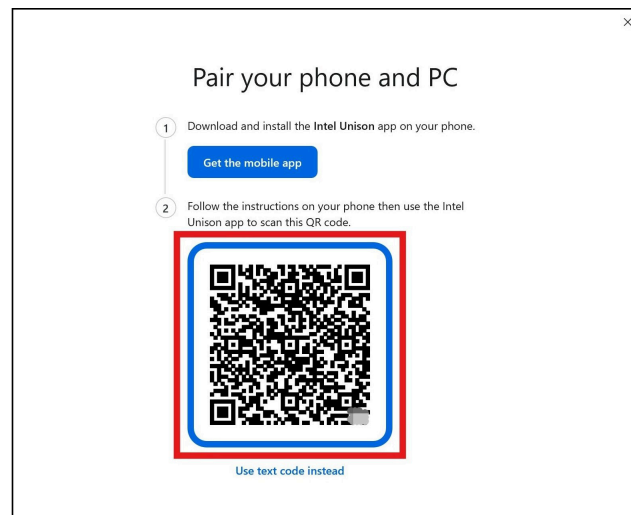 Pair your phone and PC
1 Download and install the Intel Unison app on your phone.
Get the mobile app
2 Follow the instructions on your phone then use the Intel
Unison app to scan this QR code.
Use text code instead